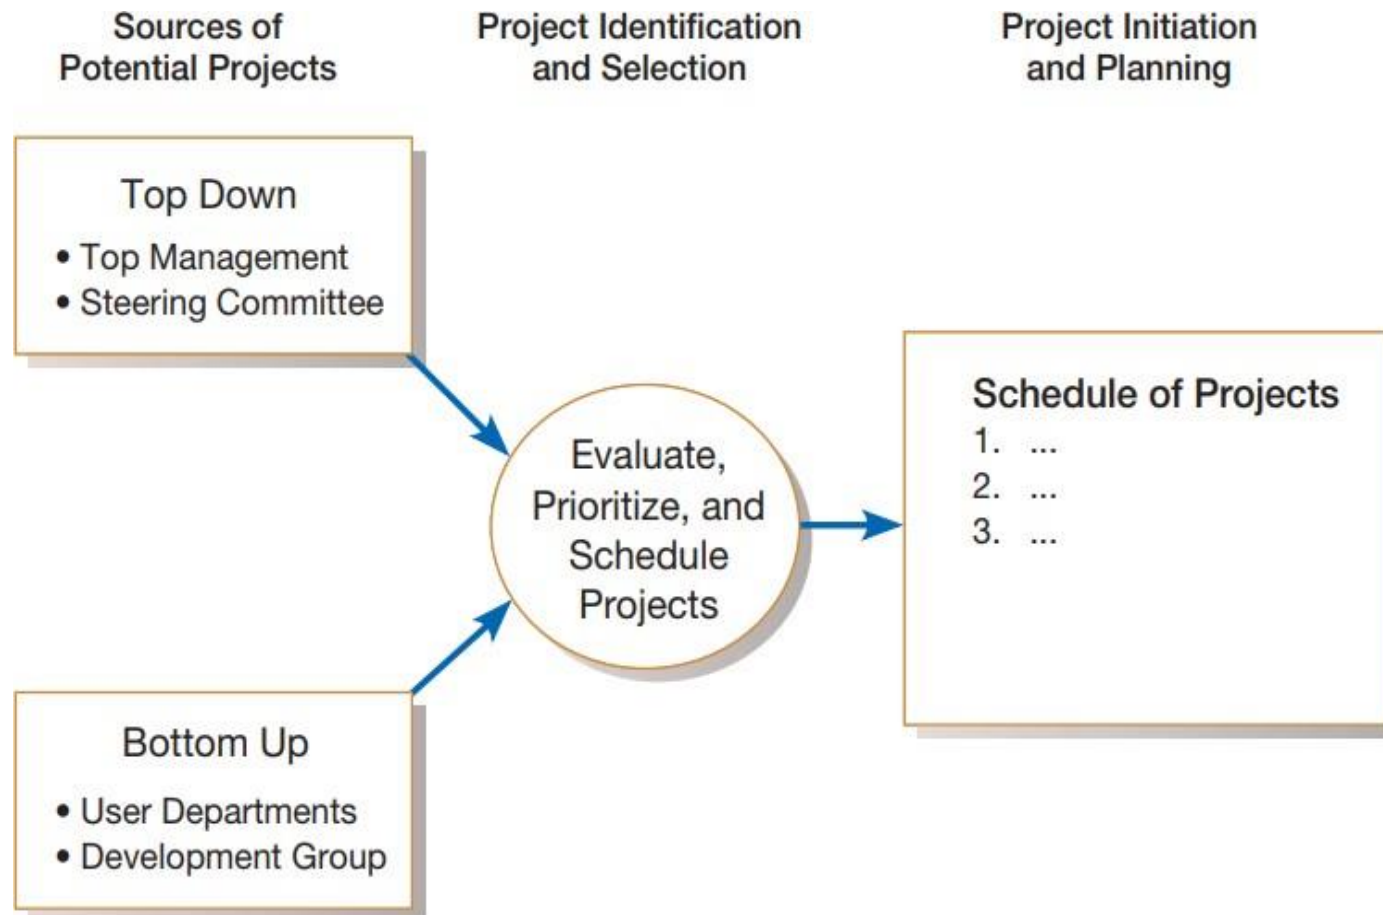 Sources of
Potential Projects
Project Identification
and Selection
Project Initiation
and Planning
Top Down
• Top Management
• Steering Committee
Bottom Up
• User Departments
• Development Group
Evaluate,
Prioritize, and
Schedule
Projects
Schedule of Projects
1. ...
2. ...
3. ...